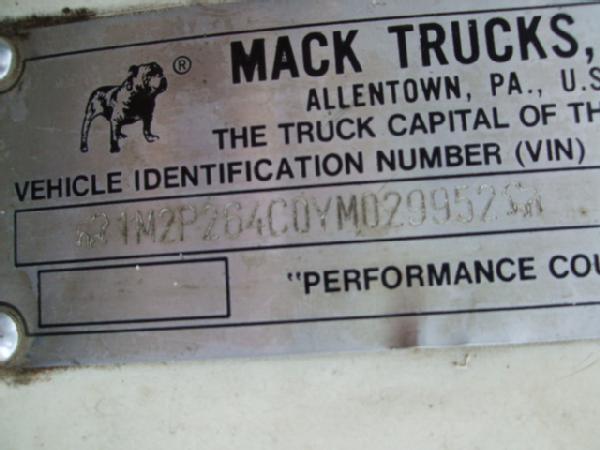 ®
MACK TRUCKS,
ALLENTOWN, PA., U.S
THE TRUCK CAPITAL OF TH
VEHICLE IDENTIFICATION NUMBER (VIN)
1M2P264C0YM029952
"PERFORMANCE COU